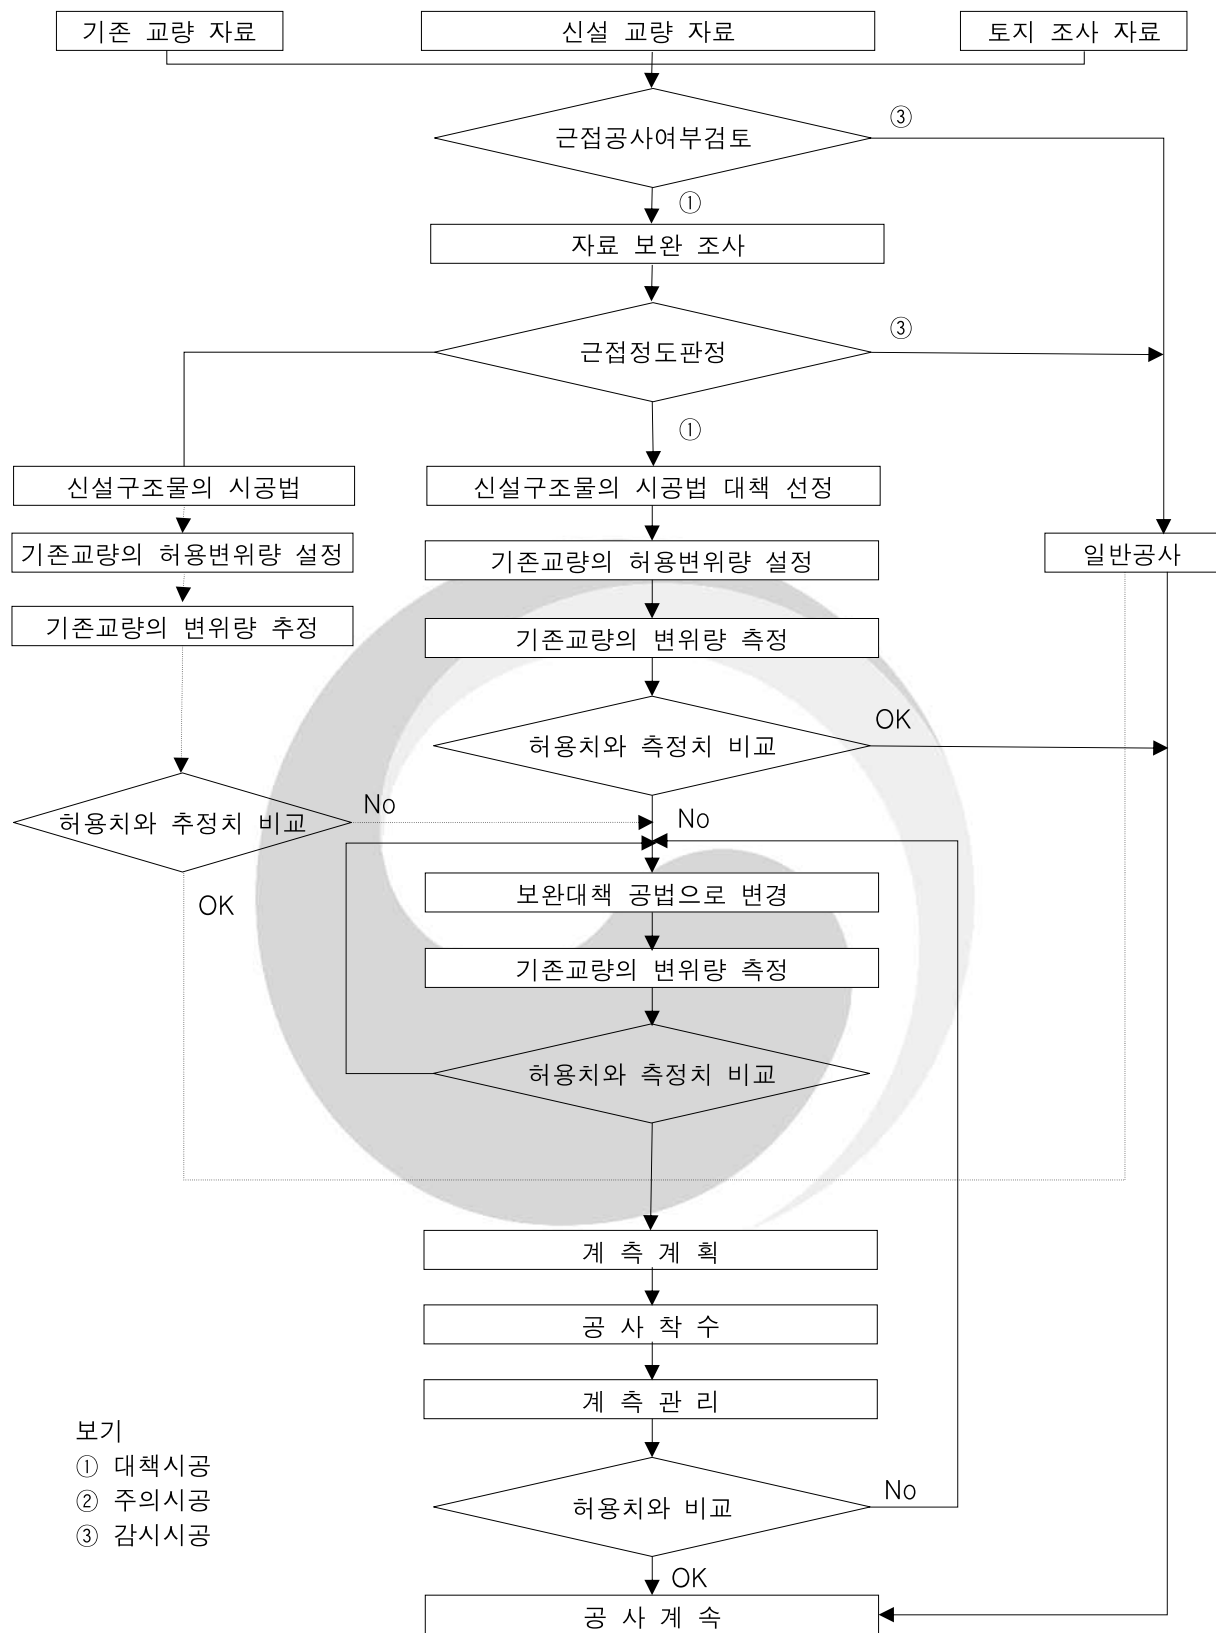 기존 교량 자료
신설 교량 자료
토지 조사 자료
근접공사여부검토
③
①
자료 보완 조사
근접정도판정
③
①
신설구조물의 시공법
신설구조물의 시공법 대책 선정
기존교량의 허용변위량 설정
기존교량의 허용변위량 설정
일반공사
기존교량의 변위량 추정
기존교량의 변위량 측정
허용치와 측정치 비교
OK
허용치와 추정치 비교
No
No
OK
보완대책 공법으로 변경
기존교량의 변위량 측정
허용치와 측정치 비교
계 측 계 획
공 사 착 수
계 측 관 리
허용치와 비교
No
OK
공 사 계 속
보기
① 대책시공
② 주의시공
③ 감시시공